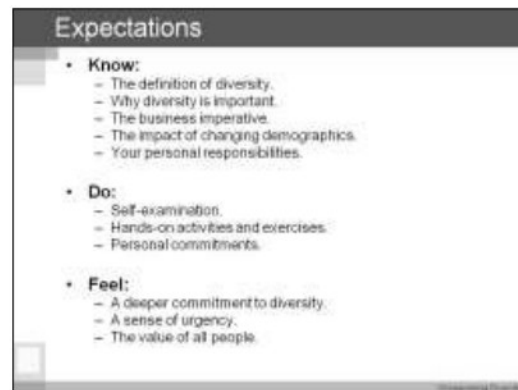 Expectations
• Know:
– The definition of diversity.
– Why diversity is important.
– The business imperative.
– The impact of changing demographics.
– Your personal responsibilities.
• Do:
– Self-examination.
– Hands-on activities and exercises.
– Personal commitments.
• Feel:
– A deeper commitment to diversity.
– A sense of urgency.
– The value of all people.